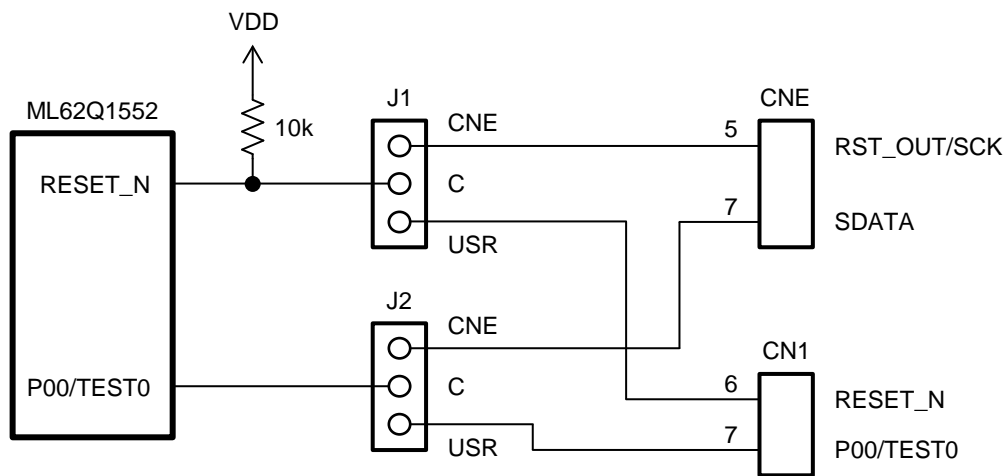 VDD
ML62Q1552
10k
J1
CNE
CNE
5
RST_OUT/SCK
RESET_N
C
7
SDATA
USR
J2
CNE
CN1
P00/TEST0
C
6
RESET_N
USR
7
P00/TEST0